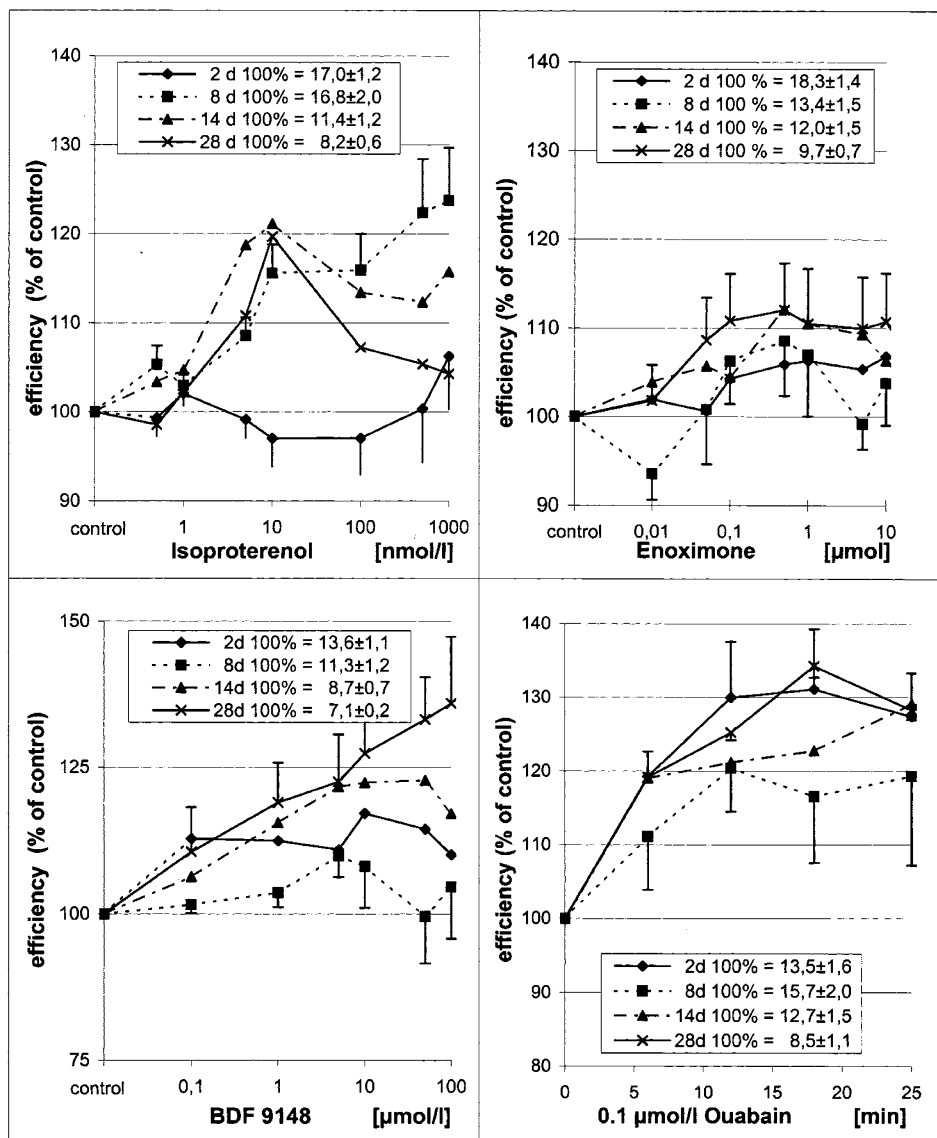 140
130
120
110
100
90
efficiency (% of control)
2 d 100% = 17,0±1,2
8 d 100% = 16,8±2,0
14 d 100% = 11,4±1,2
28 d 100% = 8,2±0,6
control 1 10 100 1000
Isoproterenol [nmol/l]
140
130
120
110
100
90
efficiency (% of control)
2 d 100 % = 18,3±1,4
8 d 100 % = 13,4±1,5
14 d 100 % = 12,0±1,5
28 d 100 % = 9,7±0,7
control 0,01 0,1 1 10
Enoximone [µmol]
150
125
100
75
efficiency (% of control)
2d 100% = 13,6±1,1
8d 100% = 11,3±1,2
14d 100% = 8,7±0,7
28d 100% = 7,1±0,2
control 0,1 1 10 100
BDF 9148 [µmol/l]
140
130
120
110
100
90
80
efficiency (% of control)
2d 100% = 13,5±1,6
8d 100% = 15,7±2,0
14d 100% = 12,7±1,5
28d 100% = 8,5±1,1
0 5 10 15 20 25
0.1 µmol/l Ouabain [min]